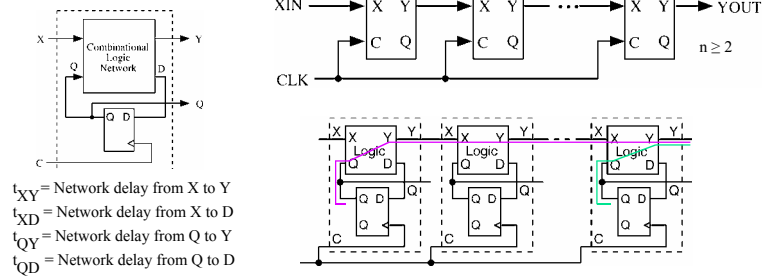 X
Combinational
Logic
Network
Y
Q
D
Q
Q D
C
t_XY = Network delay from X to Y
t_XD = Network delay from X to D
t_QY = Network delay from Q to Y
t_QD = Network delay from Q to D
XIN X Y X Y ••• X Y YOUT
C Q C Q C Q n ≥ 2
CLK
X X Y Y X X Y Y X X Y Y
Logic Logic Logic
Q D Q D Q D
Q Q Q
Q D Q D Q D
Q Q Q
C C C